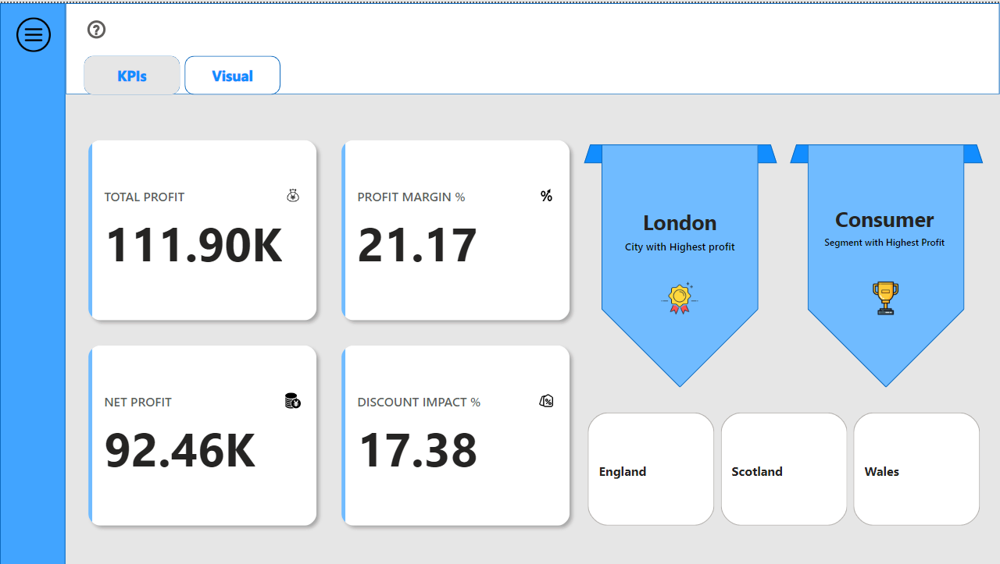 KPIs
Visual
TOTAL PROFIT
111.90K
PROFIT MARGIN %
21.17
London
City with Highest profit
Consumer
Segment with Highest Profit
NET PROFIT
92.46K
DISCOUNT IMPACT %
17.38
England
Scotland
Wales